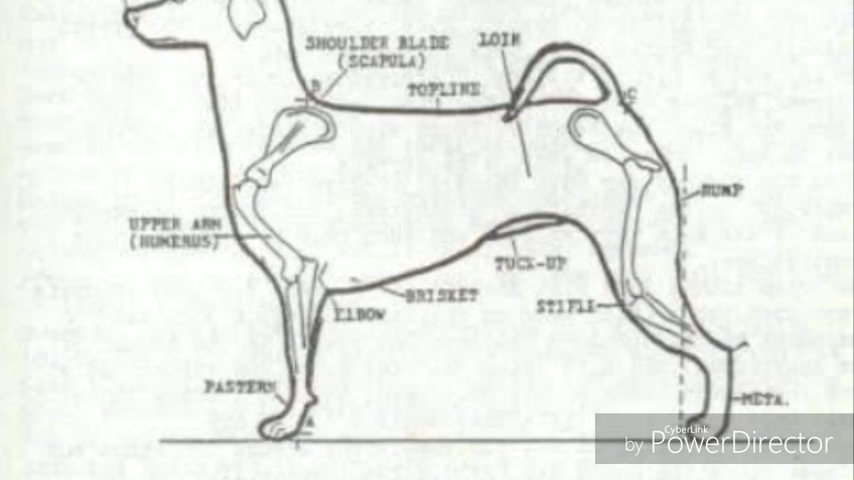 SHOULDER BLADE
(SCAPULA)
LOIN
B
TOPLINE
C
RUMP
UPPER ARM
(HUMERUS)
TUCK-UP
BRISKET
ELBOW
STIFLE
PASTERN
META.
A
CyberLink
by PowerDirector